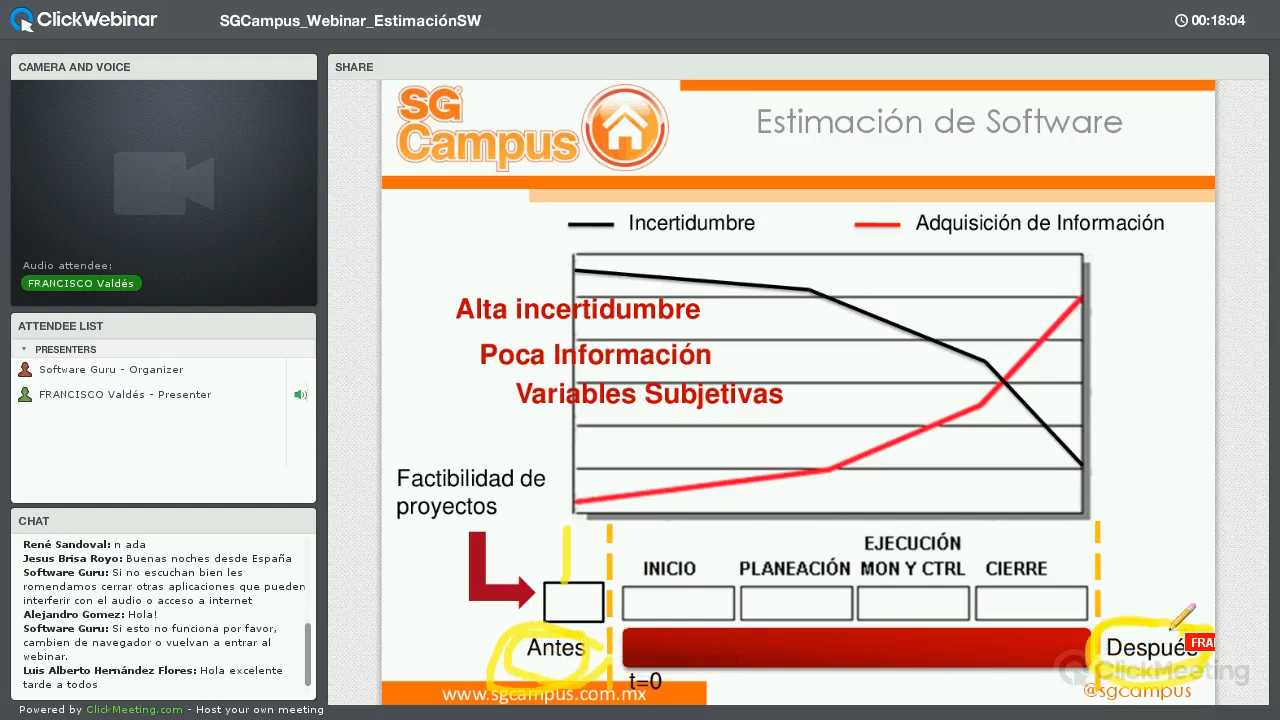 ClickWebinar
SGCampus_Webinar_EstimaciónSW
00:18:04
CAMERA AND VOICE
Audio attendee:
FRANCISCO Valdés
ATTENDEE LIST
PRESENTERS
Software Guru - Organizer
FRANCISCO Valdés - Presenter
CHAT
René Sandoval: n ada
Jesus Brisa Royo: Buenas noches desde España
Software Guru: Si no escuchan bien les
romendamos cerrar otras aplicaciones que pueden
interferir con el audio o acceso a internet
Alejandro Gomez: Hola!
Software Guru: Si esto no funciona por favor,
cambien de navegador o vuelvan a entrar al
webinar.
Luis Alberto Hernández Flores: Hola excelente
tarde a todos
Powered by ClickMeeting.com - Host your own meeting
SHARE
SG
Campus
Estimación de Software
Incertidumbre
Adquisición de Información
Alta incertidumbre
Poca Información
Variables Subjetivas
Factibilidad de
proyectos
INICIO
PLANEACIÓN
EJECUCIÓN
MON Y CTRL
CIERRE
Antes
Después
FRA
t=0
ClickMeeting
www.sgcampus.com.mx
@sgcampus